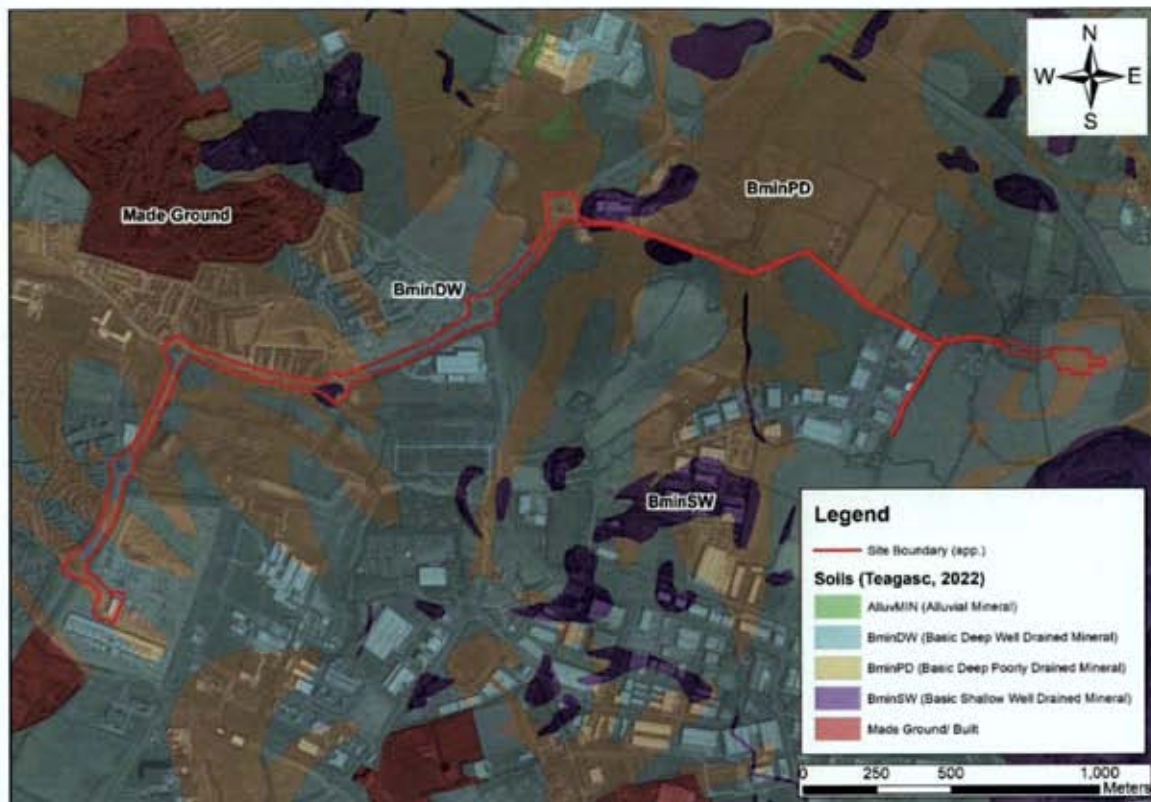 N
W E
S
BminPD
Made Ground
BminDW
BminSW
Legend
Site Boundary (app.)
Soils (Teagasc, 2022)
AlluvMIN (Alluvial Mineral)
BminDW (Basic Deep Well Drained Mineral)
BminPD (Basic Deep Poorly Drained Mineral)
BminSW (Basic Shallow Well Drained Mineral)
Made Ground/ Built
0 250 500 1,000
Meters